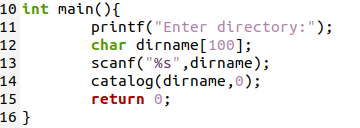 10 int main(){
11         printf("Enter directory:");
12         char dirname[100];
13         scanf("%s",dirname);
14         catalog(dirname,0);
15         return 0;
16 }